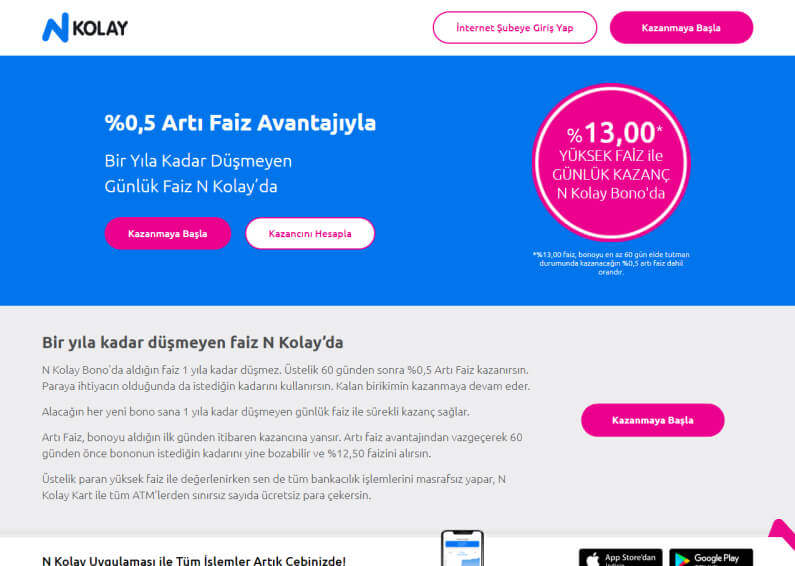 N KOLAY
İnternet Şubeye Giriş Yap
Kazanmaya Başla
%0,5 Artı Faiz Avantajıyla
Bir Yıla Kadar Düşmeyen
Günlük Faiz N Kolay’da
Kazanmaya Başla
Kazancını Hesapla
%13,00*
YÜKSEK FAİZ ile
GÜNLÜK KAZANÇ
N Kolay Bono'da
*%13,00 faiz, bonoyu en az 60 gün elde tutman
durumunda kazanacağın %0,5 artı faiz dahil
orandır.
Bir yıla kadar düşmeyen faiz N Kolay’da
N Kolay Bono'da aldığın faiz 1 yıla kadar düşmez. Üstelik 60 günden sonra %0,5 Artı Faiz kazanırsın.
Paraya ihtiyacın olduğunda da istediğin kadarını kullanırsın. Kalan birikimin kazanmaya devam eder.
Alacağın her yeni bono sana 1 yıla kadar düşmeyen günlük faiz ile sürekli kazanç sağlar.
Artı Faiz, bonoyu aldığın ilk günden itibaren kazancına yansır. Artı faiz avantajından vazgeçerek 60
günden önce bononun istediğin kadarını yine bozabilir ve %12,50 faizini alırsın.
Üstelik paran yüksek faiz ile değerlenirken sen de tüm bankacılık işlemlerini masrafsız yapar, N
Kolay Kart ile tüm ATM'lerden sınırsız sayıda ücretsiz para çekersin.
Kazanmaya Başla
N Kolay Uygulaması ile Tüm İşlemler Artık Cebinizde!
App Store'dan
Google Play